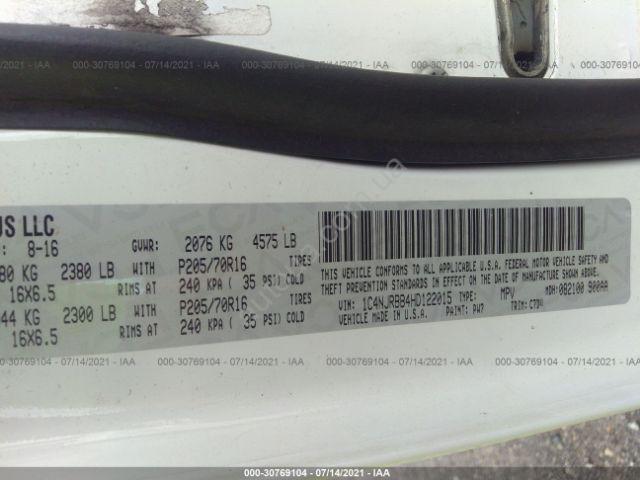 000-30769104 - 07/14/2021 - IAA
US LLC
8-16 GVWR: 2076 KG 4575 LB
80 KG 2380 LB WITH P205/70R16 TIRES
16X6.5 RIMS AT 240 KPA ( 35 PSI) COLD
44 KG 2300 LB WITH P205/70R16 TIRES
16X6.5 RIMS AT 240 KPA ( 35 PSI) COLD
THIS VEHICLE CONFORMS TO ALL APPLICABLE U.S.A. FEDERAL MOTOR VEHICLE SAFETY AND
THEFT PREVENTION STANDARDS IN EFFECT ON THE DATE OF MANUFACTURE SHOWN ABOVE.
VIN: 1C4NJRBB4HD122015 TYPE: MPV MDH: 082100 900AA
VEHICLE MADE IN U.S.A. PAINT: PW7 TRIM:
000-30769104 - 07/14/2021 - IAA